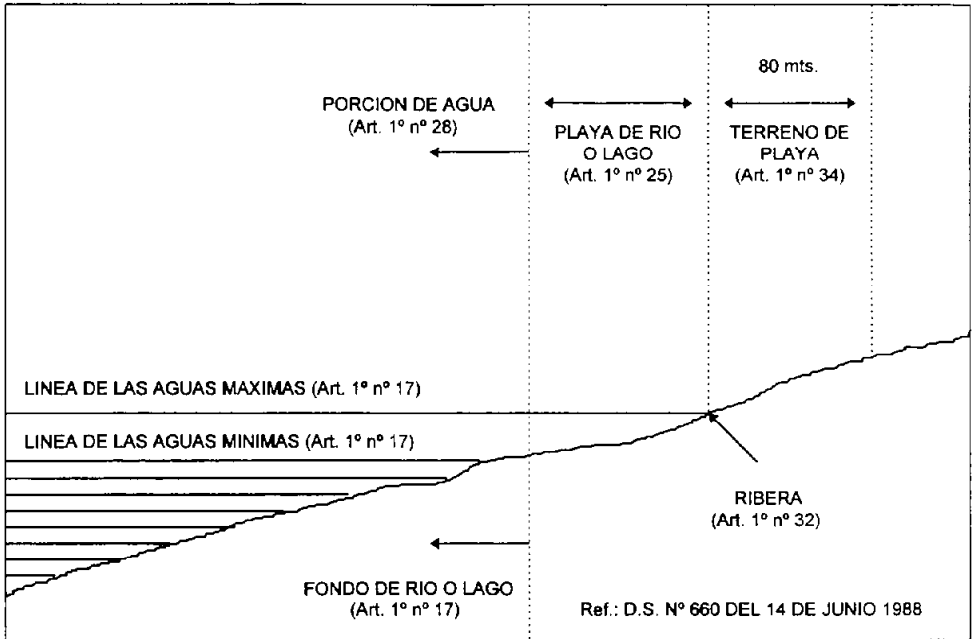 80 mts.
PORCION DE AGUA
(Art. 1º nº 28)
PLAYA DE RIO
O LAGO
(Art. 1º nº 25)
TERRENO DE
PLAYA
(Art. 1º nº 34)
LINEA DE LAS AGUAS MAXIMAS (Art. 1º nº 17)
LINEA DE LAS AGUAS MINIMAS (Art. 1º nº 17)
RIBERA
(Art. 1º nº 32)
FONDO DE RIO O LAGO
(Art. 1º nº 17)
Ref.: D.S. Nº 660 DEL 14 DE JUNIO 1988